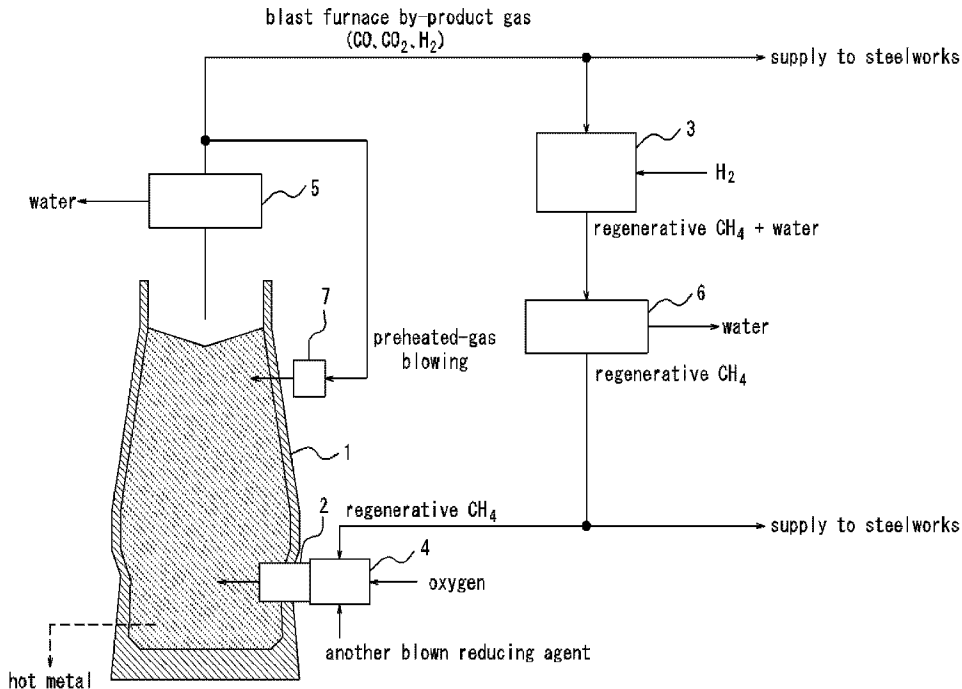 blast furnace by-product gas
(CO、CO2、H2)
supply to steelworks
3
H2
5
water
regenerative CH4 + water
6
7
water
preheated-gas
blowing
regenerative CH4
1
2
regenerative CH4
4
supply to steelworks
oxygen
another blown reducing agent
hot metal